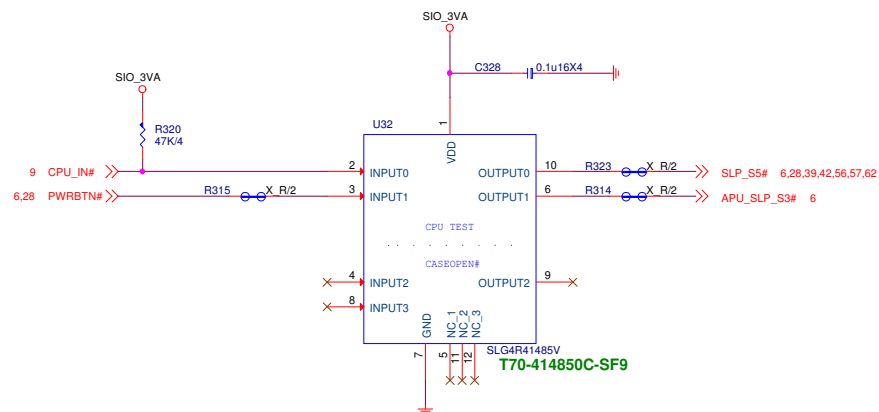 SIO_3VA
C328 0.1u16X4
SIO_3VA
R320
47K/4
U32
1
VDD
9 CPU_IN#
2 INPUT0
OUTPUT0 10
R323 X_R/2
SLP_S5# 6,28,39,42,56,57,62
6,28 PWRBTN#
R315 X_R/2
3 INPUT1
OUTPUT1 6
R314 X_R/2
APU_SLP_S3# 6
CPU TEST
. . . . . . . . .
CASEOPEN#
4 INPUT2
OUTPUT2 9
8 INPUT3
GND
NC_1
NC_2
NC_3
7
5
11
12
SLG4R41485V
T70-414850C-SF9